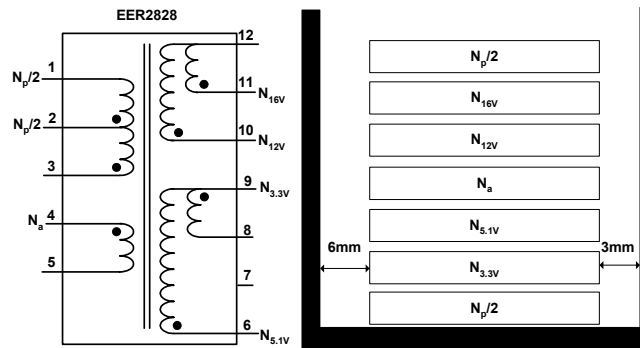 EER2828
1
Np/2
2
Np/2
3
4
Na
5
12
11
N16V
10
N12V
9
N3.3V
8
7
6
N5.1V
Np/2
N16V
N12V
Na
N5.1V
N3.3V
Np/2
6mm
3mm